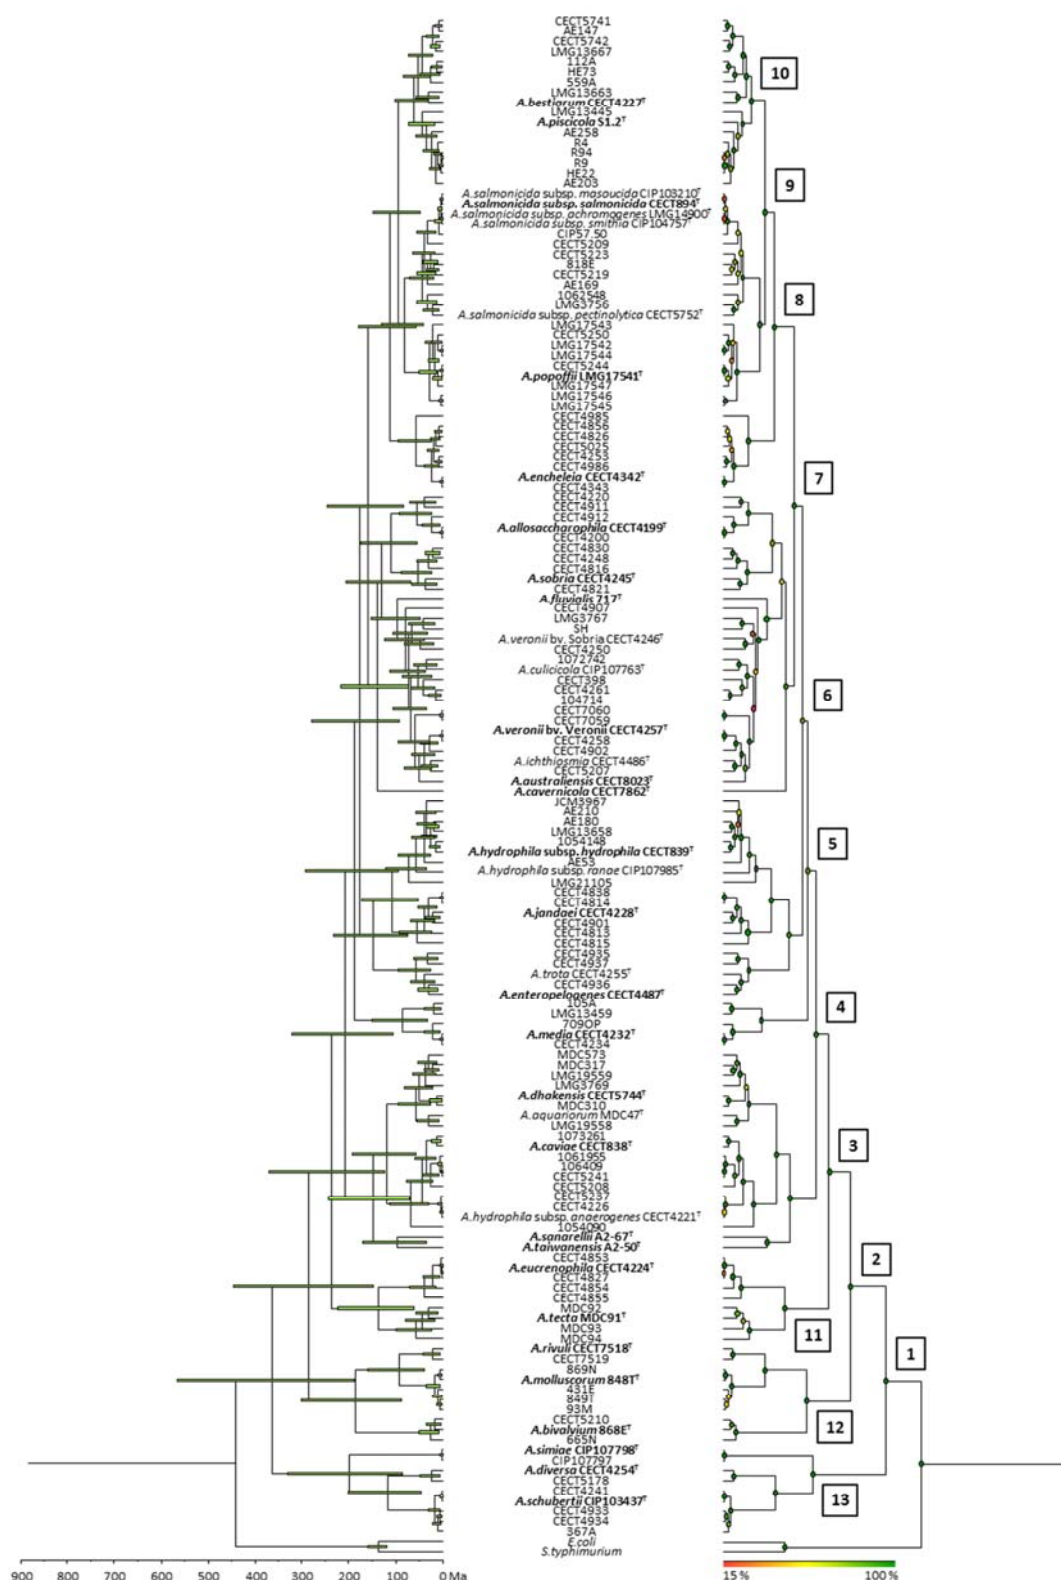 CECT5741
AE147
CECT5742
LMG13667
112A
10
HE73
559A
LMG13663
A.bestiarum CECT4227ᵀ
LMG13445
A.piscicola S1.2ᵀ
AE258
R4
R94
R9
HE22
AE203
9
A.salmonicida subsp. masoucida CIP103210ᵀ
A.salmonicida subsp. salmonicida CECT894ᵀ
A.salmonicida subsp. achromogenes LMG14900ᵀ
A.salmonicida subsp. smithia CIP104757ᵀ
CIP57.50
CECT5209
CECT5223
818E
CECT5219
AE169
1062548
8
LMG3756
A.salmonicida subsp. pectinolytica CECT5752ᵀ
LMG17543
CECT5250
LMG17542
LMG17544
CECT5244
A.popoffii LMG17541ᵀ
LMG17547
LMG17546
LMG17545
CECT4985
CECT4856
CECT4826
CECT5025
CECT4253
CECT4986
A.encheleia CECT4342ᵀ
7
CECT4343
CECT4220
CECT4911
CECT4912
A.allosaccharophila CECT4199ᵀ
CECT4200
CECT4830
CECT4248
CECT4816
A.sobria CECT4245ᵀ
CECT4821
A.fluvialis 717ᵀ
CECT4907
LMG3767
SH
A.veronii bv. Sobria CECT4246ᵀ
CECT4250
1072742
A.culicicola CIP107763ᵀ
CECT398
CECT4261
6
104714
CECT7060
CECT7059
A.veronii bv. Veronii CECT4257ᵀ
CECT4258
CECT4902
A.ichthiosmia CECT4486ᵀ
CECT5207
A.australiensis CECT8023ᵀ
A.cavernicola CECT7862ᵀ
JCM3967
AE210
AE180
LMG13658
1054148
5
A.hydrophila subsp. hydrophila CECT839ᵀ
AE53
A.hydrophila subsp. ranae CIP107985ᵀ
LMG21105
CECT4838
CECT4814
A.jandaei CECT4228ᵀ
CECT4901
CECT4813
CECT4815
CECT4935
CECT4937
A.trota CECT4255ᵀ
CECT4936
A.enteropelogenes CECT4487ᵀ
105A
LMG13459
4
709OP
A.media CECT4232ᵀ
CECT4234
MDC573
MDC317
LMG19559
LMG3769
A.dhakensis CECT5744ᵀ
MDC310
A.aquariorum MDC47ᵀ
LMG19558
1073261
A.caviae CECT838ᵀ
3
1061955
106409
CECT5241
CECT5208
CECT5237
CECT4226
A.hydrophila subsp. anaerogenes CECT4221ᵀ
1054090
A.sanarellii A2-67ᵀ
A.taiwanensis A2-50ᵀ
CECT4853
2
A.eucrenophila CECT4224ᵀ
CECT4827
CECT4854
CECT4855
MDC92
A.tecta MDC91ᵀ
MDC93
11
MDC94
A.rivuli CECT7518ᵀ
1
CECT7519
869N
A.molluscorum 848Tᵀ
431E
849T
93M
CECT5210
12
A.bivalvium 868Eᵀ
665N
A.simiae CIP107798ᵀ
CIP107797
A.diversa CECT4254ᵀ
CECT5178
CECT4241
13
A.schubertii CIP103437ᵀ
CECT4933
CECT4934
367A
E.coli
S.typhimurium
900 800 700 600 500 400 300 200 100 0 Ma
15 % 100 %